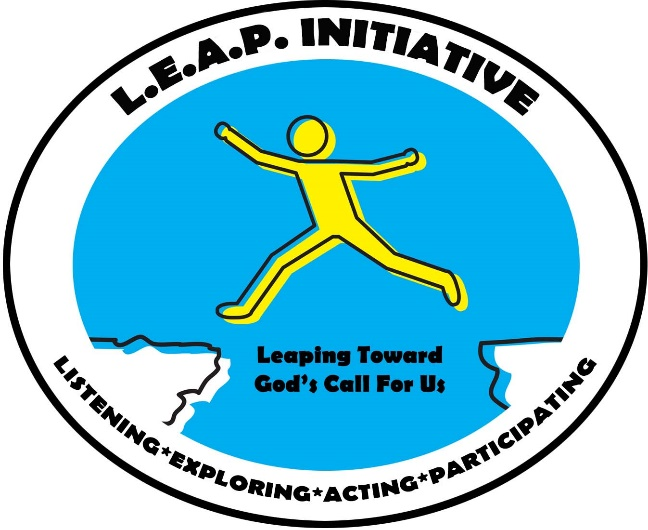 L.E.A.P. INITIATIVE
Leaping Toward
God's Call For Us
LISTENING*EXPLORING*ACTING*PARTICIPATING